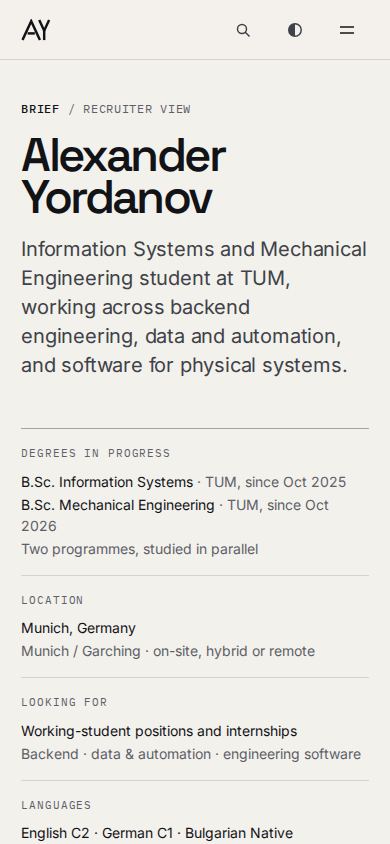 AY
BRIEF / RECRUITER VIEW
Alexander
Yordanov
Information Systems and Mechanical
Engineering student at TUM,
working across backend
engineering, data and automation,
and software for physical systems.
DEGREES IN PROGRESS
B.Sc. Information Systems · TUM, since Oct 2025
B.Sc. Mechanical Engineering · TUM, since Oct
2026
Two programmes, studied in parallel
LOCATION
Munich, Germany
Munich / Garching · on-site, hybrid or remote
LOOKING FOR
Working-student positions and internships
Backend · data & automation · engineering software
LANGUAGES
English C2 · German C1 · Bulgarian Native